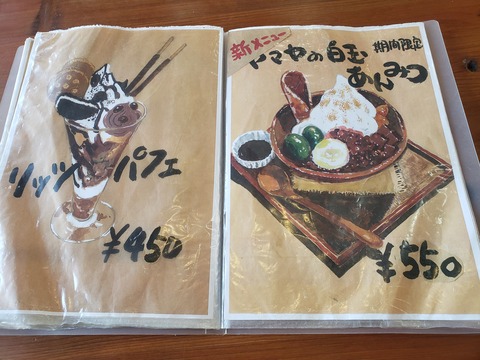 リッツパフェ
¥450
新メニュー
ヤマヤの白玉
期間限定
あんみつ
¥550